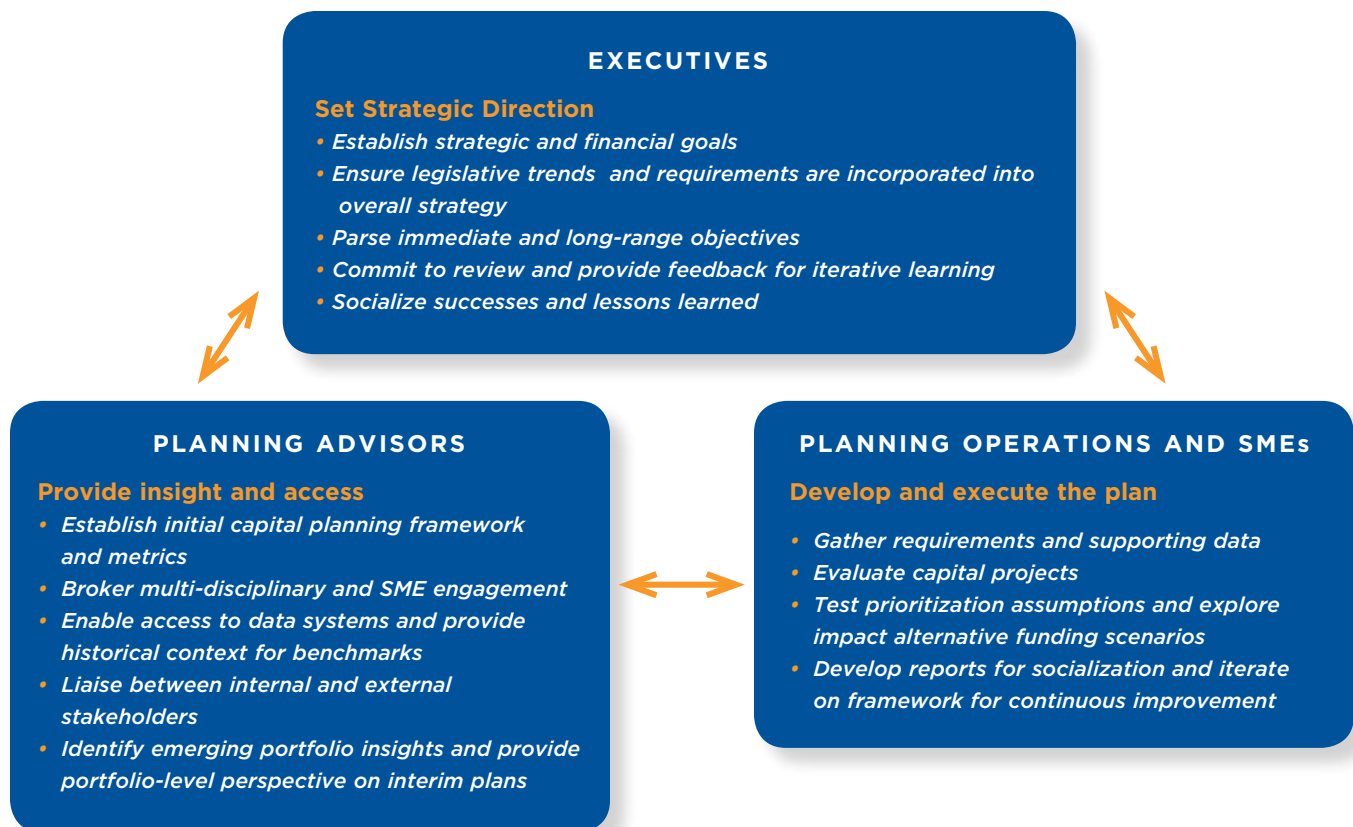 EXECUTIVES
Set Strategic Direction
• Establish strategic and financial goals
• Ensure legislative trends  and requirements are incorporated into
overall strategy
• Parse immediate and long-range objectives
• Commit to review and provide feedback for iterative learning
• Socialize successes and lessons learned
PLANNING ADVISORS
Provide insight and access
• Establish initial capital planning framework
and metrics
• Broker multi-disciplinary and SME engagement
• Enable access to data systems and provide
historical context for benchmarks
• Liaise between internal and external
stakeholders
• Identify emerging portfolio insights and provide
portfolio-level perspective on interim plans
PLANNING OPERATIONS AND SMEs
Develop and execute the plan
• Gather requirements and supporting data
• Evaluate capital projects
• Test prioritization assumptions and explore
impact alternative funding scenarios
• Develop reports for socialization and iterate
on framework for continuous improvement